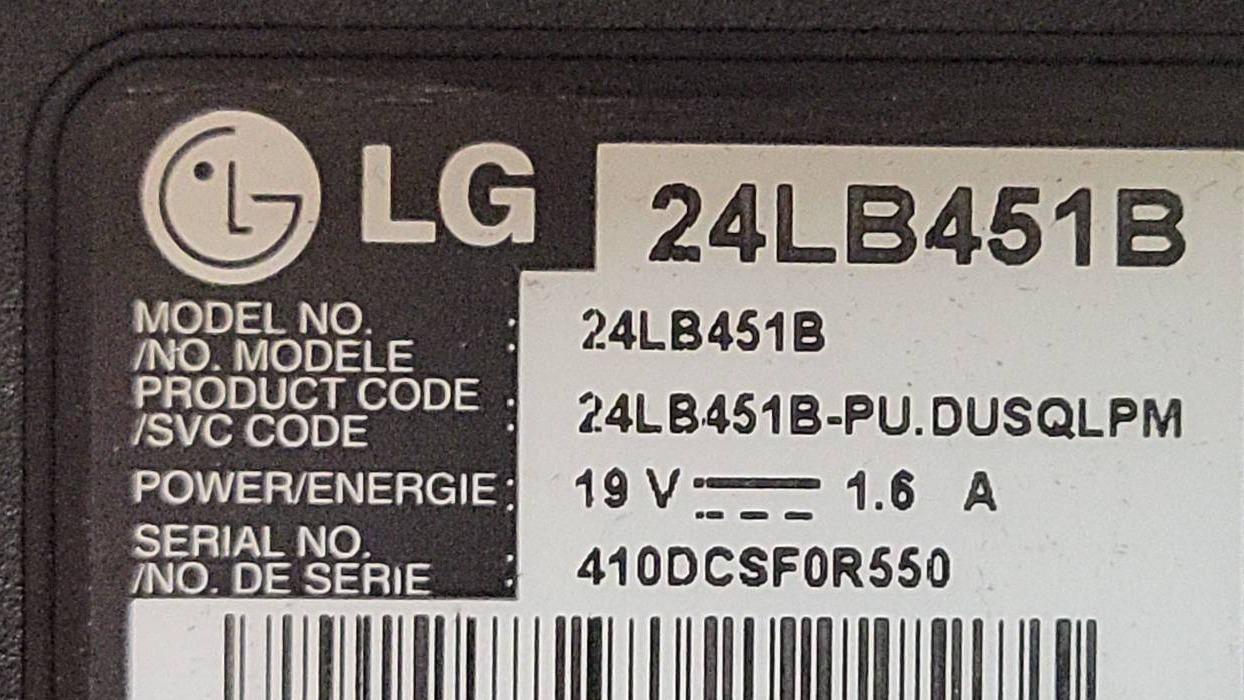 LG 24LB451B
MODEL NO. : 24LB451B
/NO. MODELE
PRODUCT CODE : 24LB451B-PU.DUSQLPM
/SVC CODE
POWER/ENERGIE : 19 V ⎓ 1.6 A
SERIAL NO. : 410DCSF0R550
/NO. DE SERIE